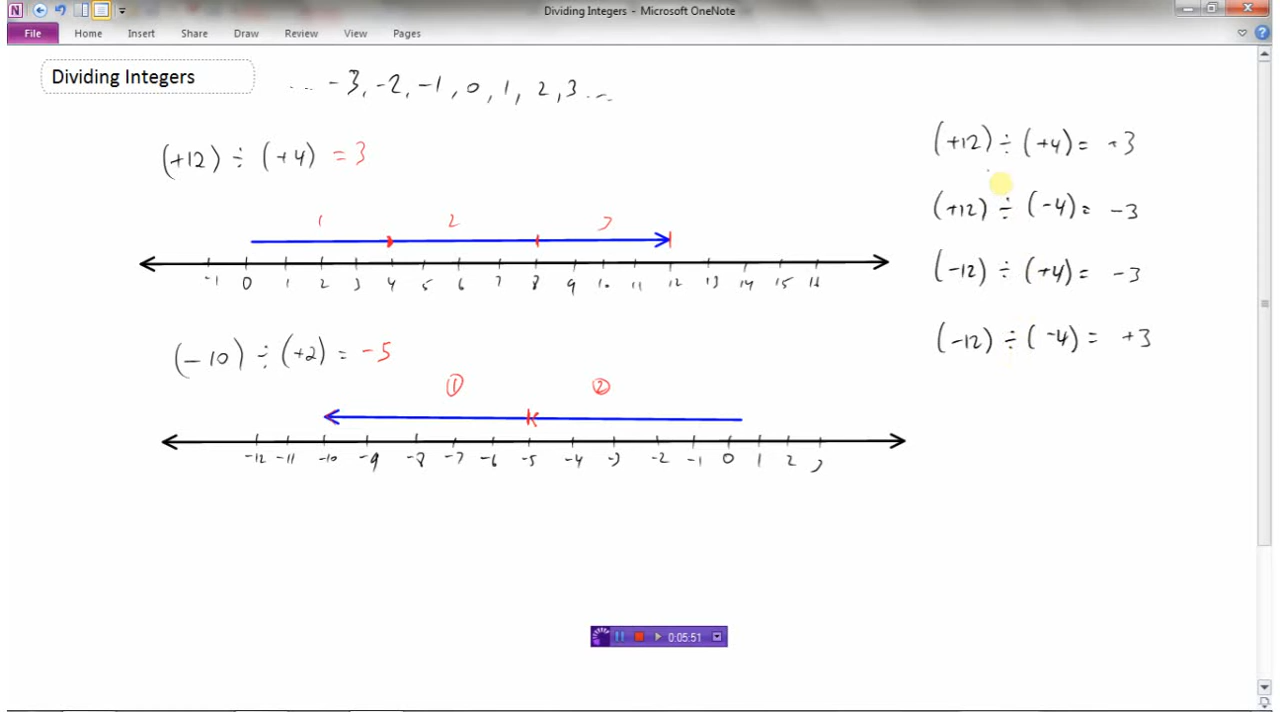 Dividing Integers - Microsoft OneNote
File Home Insert Share Draw Review View Pages
Dividing Integers
... -3, -2, -1, 0, 1, 2, 3 ...
(+12) ÷ (+4) = 3
1 2 3
-1 0 1 2 3 4 5 6 7 8 9 10 11 12 13 14 15 16
(-10) ÷ (+2) = -5
① ②
-12 -11 -10 -9 -8 -7 -6 -5 -4 -3 -2 -1 0 1 2 3
(+12) ÷ (+4) = +3
(+12) ÷ (-4) = -3
(-12) ÷ (+4) = -3
(-12) ÷ (-4) = +3
0:05:51